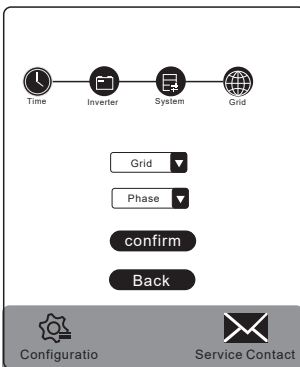 Time Inverter System Grid
Grid
Phase
confirm
Back
Configuratio Service Contact